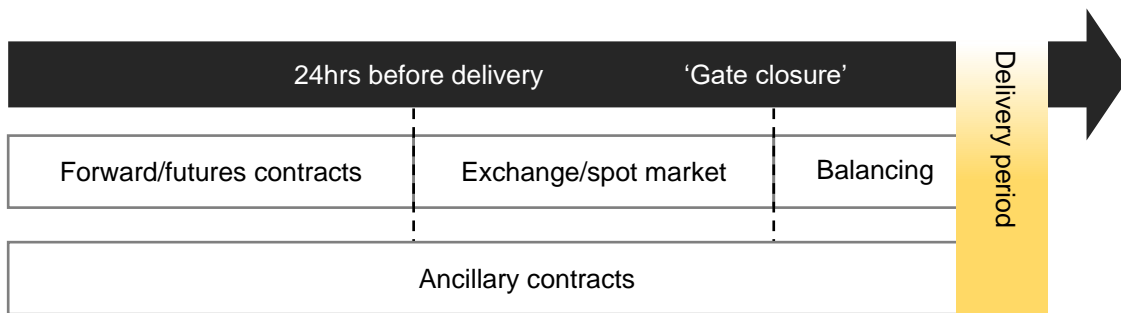 24hrs before delivery
‘Gate closure’
Delivery period
Forward/futures contracts
Exchange/spot market
Balancing
Ancillary contracts